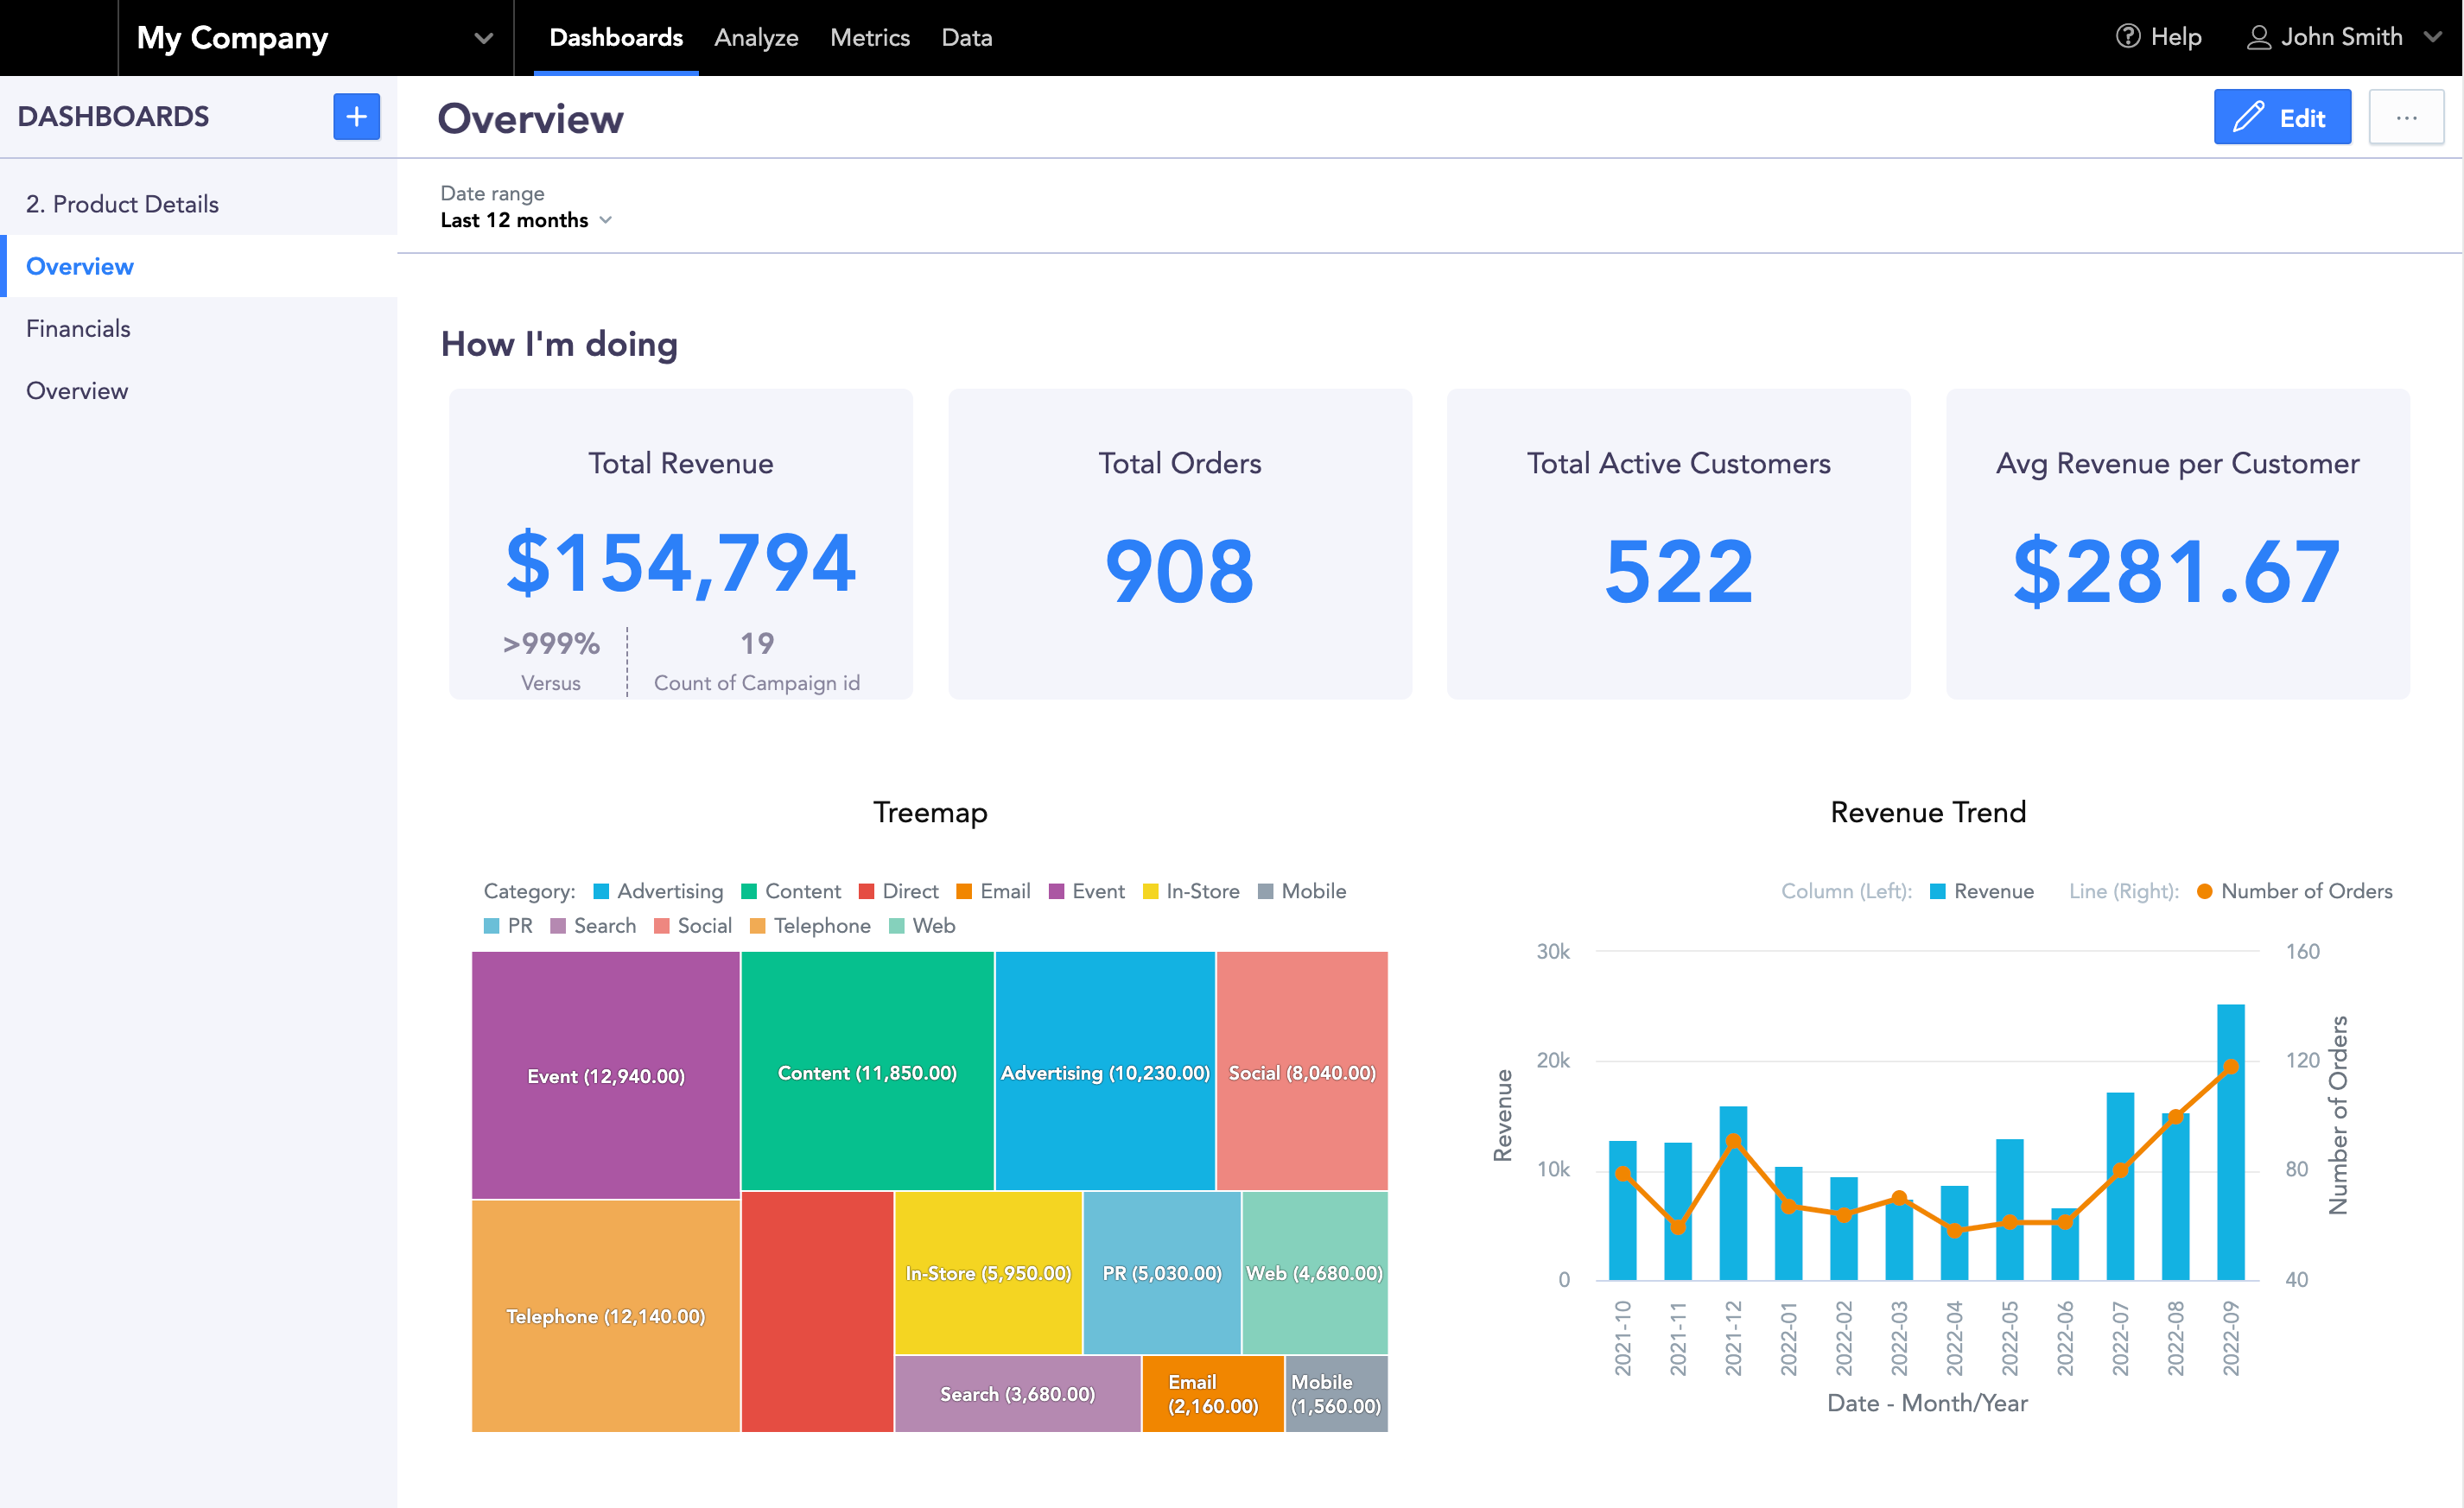 My Company
Dashboards Analyze Metrics Data
Help
John Smith
DASHBOARDS
+
2. Product Details
Overview
Financials
Overview
Overview
Edit
...
Date range
Last 12 months
How I'm doing
Total Revenue
$154,794
>999%
Versus
19
Count of Campaign id
Total Orders
908
Total Active Customers
522
Avg Revenue per Customer
$281.67
Treemap
Category: Advertising Content Direct Email Event In-Store Mobile
PR Search Social Telephone Web
Event (12,940.00)
Content (11,850.00)
Advertising (10,230.00)
Social (8,040.00)
Telephone (12,140.00)
In-Store (5,950.00)
PR (5,030.00)
Web (4,680.00)
Search (3,680.00)
Email
(2,160.00)
Mobile
(1,560.00)
Revenue Trend
Column (Left): Revenue Line (Right): Number of Orders
Revenue
30k
20k
10k
0
160
120
80
40
Number of Orders
2021-10
2021-11
2021-12
2022-01
2022-02
2022-03
2022-04
2022-05
2022-06
2022-07
2022-08
2022-09
Date - Month/Year